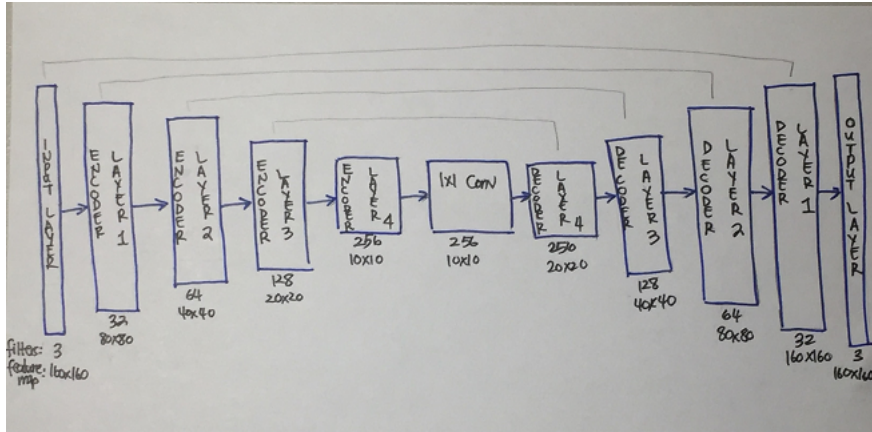 INPUT LAYER
ENCODER LAYER 1
ENCODER LAYER 2
ENCODER LAYER 3
ENCODER LAYER 4
1x1 Conv
DECODER LAYER 4
DECODER LAYER 3
DECODER LAYER 2
DECODER LAYER 1
OUTPUT LAYER
filters: 3
feature map: 160x160
32
80x80
64
40x40
128
20x20
256
10x10
256
10x10
256
20x20
128
40x40
64
80x80
32
160x160
3
160x160